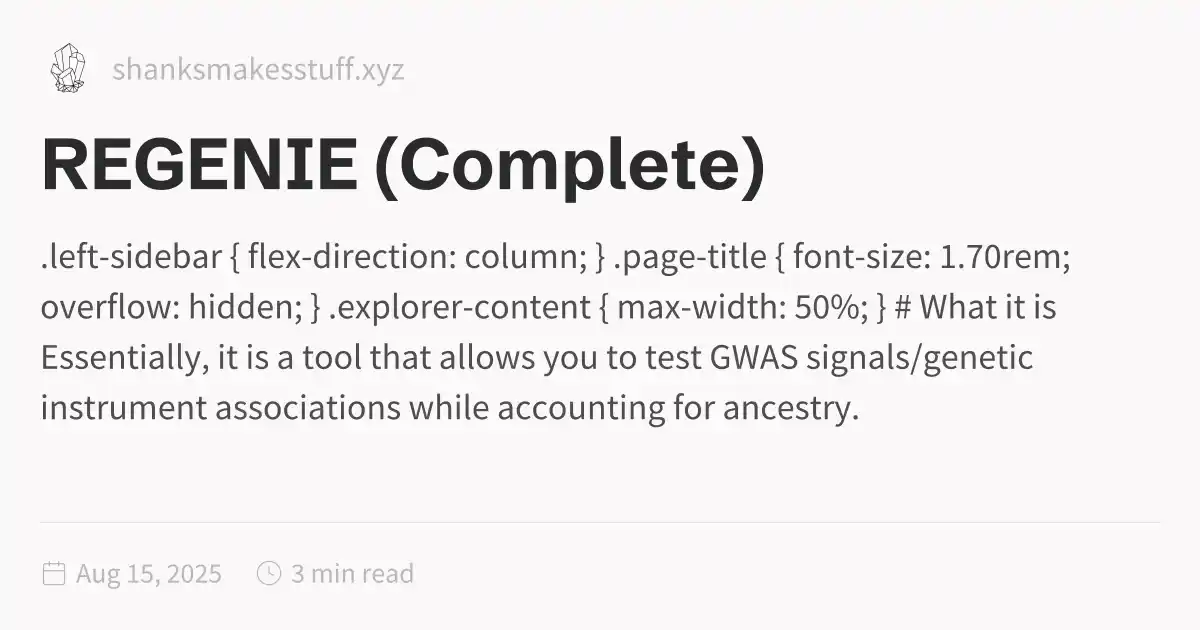 shanksmakesstuff.xyz
REGENIE (Complete)
.left-sidebar { flex-direction: column; } .page-title { font-size: 1.70rem;
overflow: hidden; } .explorer-content { max-width: 50%; } # What it is
Essentially, it is a tool that allows you to test GWAS signals/genetic
instrument associations while accounting for ancestry.
Aug 15, 2025 3 min read